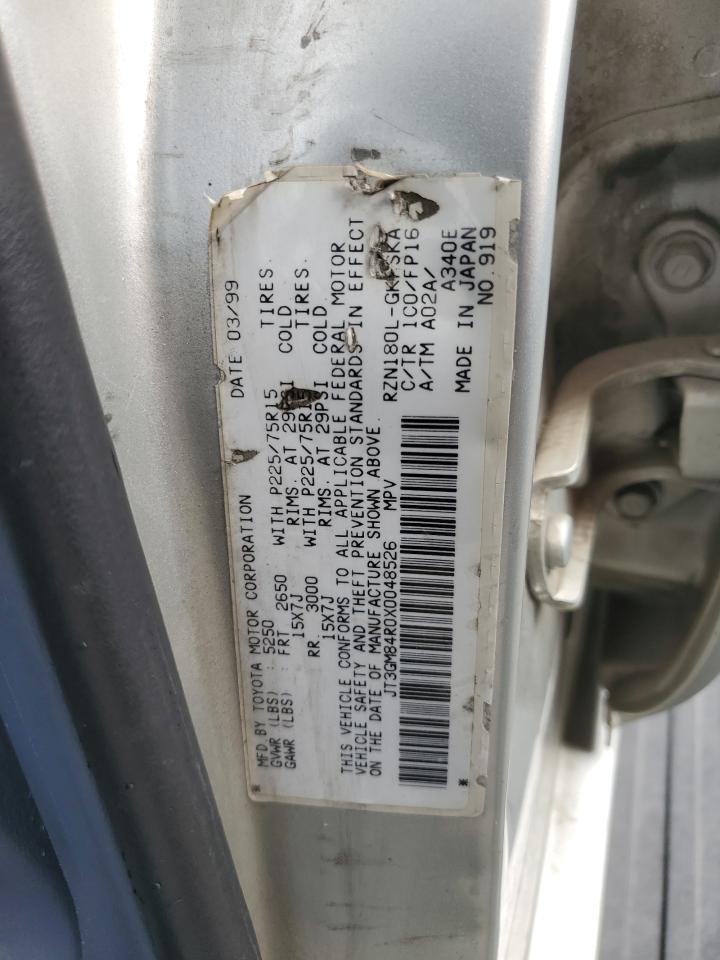 MFD BY TOYOTA MOTOR CORPORATION DATE 03/99
GVWR (LBS) : 5250
GAWR (LBS) : FRT 2650 WITH P225/75R15 TIRES.
15X7J RIMS. AT 29PSI COLD
RR. 3000 WITH P225/75R15 TIRES.
15X7J RIMS. AT 29PSI COLD
THIS VEHICLE CONFORMS TO ALL APPLICABLE FEDERAL MOTOR
VEHICLE SAFETY AND THEFT PREVENTION STANDARDS IN EFFECT
ON THE DATE OF MANUFACTURE SHOWN ABOVE.
JT3GM84R0X0048526 MPV
C/TR 1C0/FP16
A/TM A02A/
A340E
MADE IN JAPAN
NO. 919